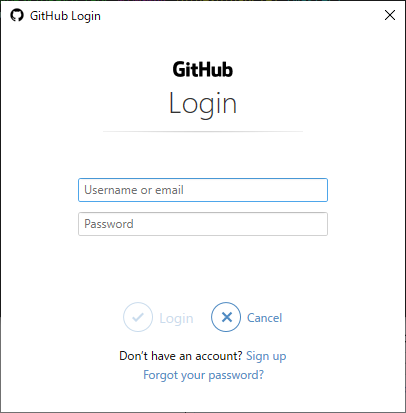 GitHub Login
GitHub
Login
Username or email
Password
Login Cancel
Don't have an account? Sign up
Forgot your password?